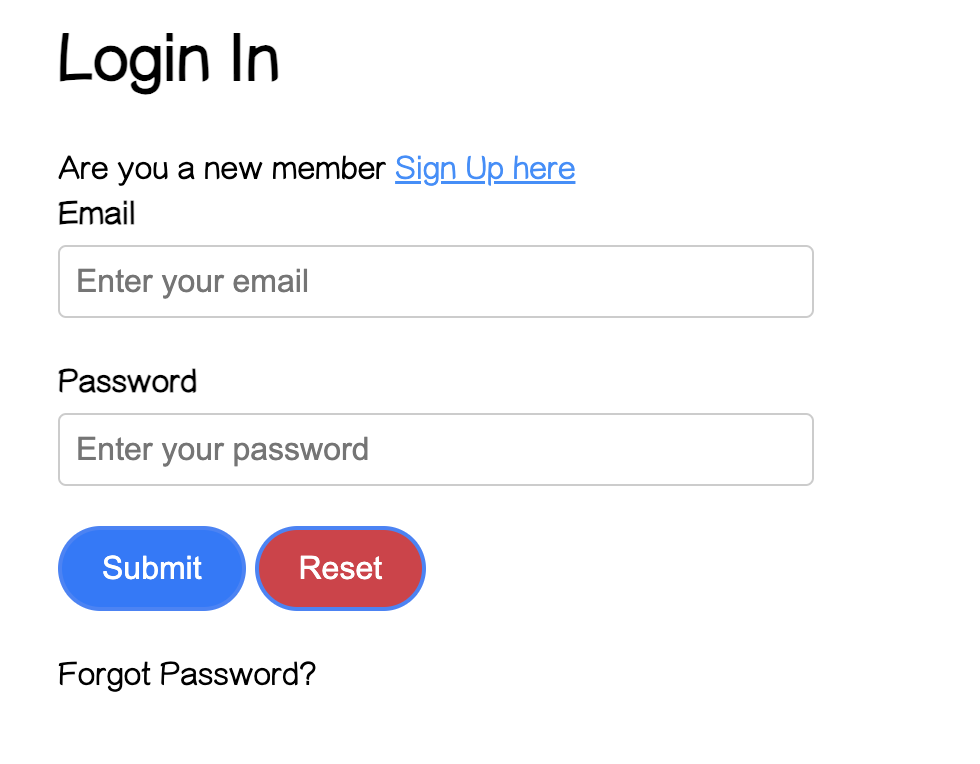 Login In
Are you a new member Sign Up here
Email
Enter your email
Password
Enter your password
Submit Reset
Forgot Password?